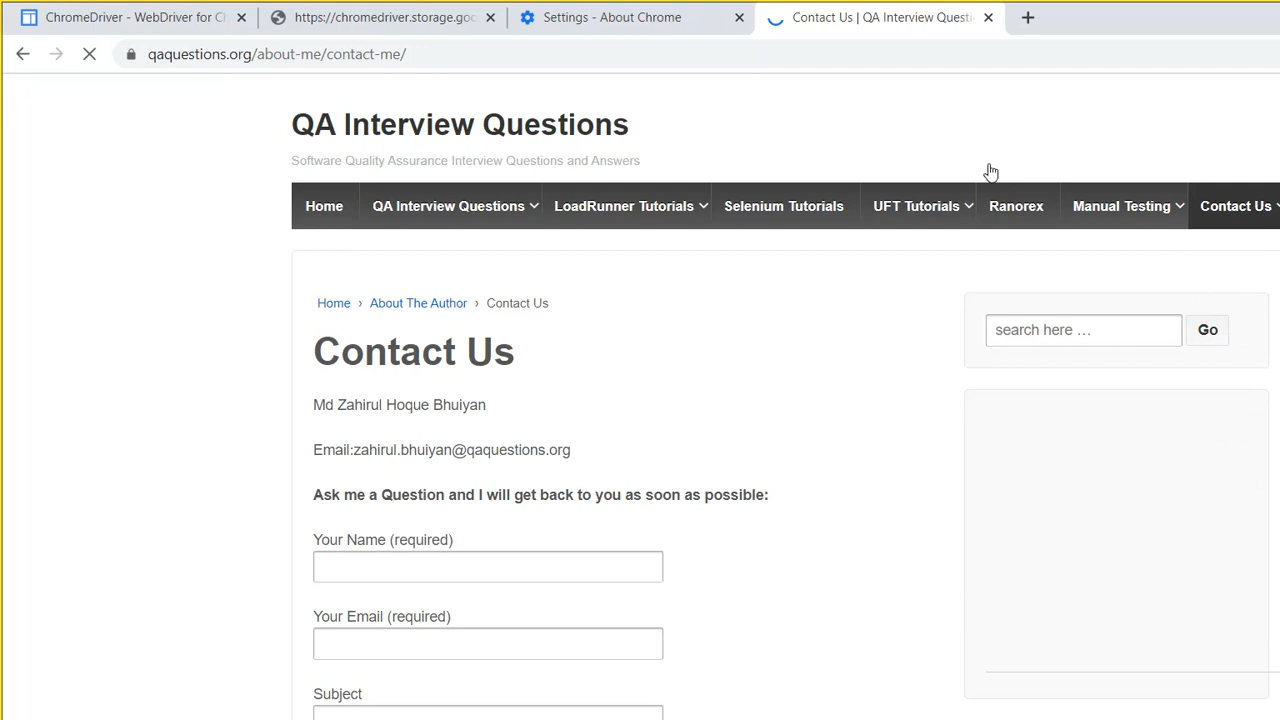 ChromeDriver - WebDriver for C
https://chromedriver.storage.goo
Settings - About Chrome
Contact Us | QA Interview Questi
qaquestions.org/about-me/contact-me/
QA Interview Questions
Software Quality Assurance Interview Questions and Answers
Home QA Interview Questions LoadRunner Tutorials Selenium Tutorials UFT Tutorials Ranorex Manual Testing Contact Us
Home › About The Author › Contact Us
search here … Go
Contact Us
Md Zahirul Hoque Bhuiyan
Email:zahirul.bhuiyan@qaquestions.org
Ask me a Question and I will get back to you as soon as possible:
Your Name (required)
Your Email (required)
Subject